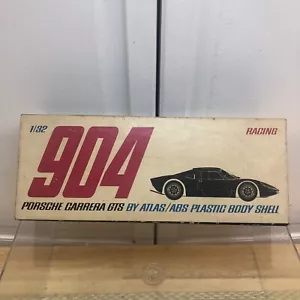 1/32
904
RACING
PORSCHE CARRERA GTS BY ATLAS/ABS PLASTIC BODY SHELL